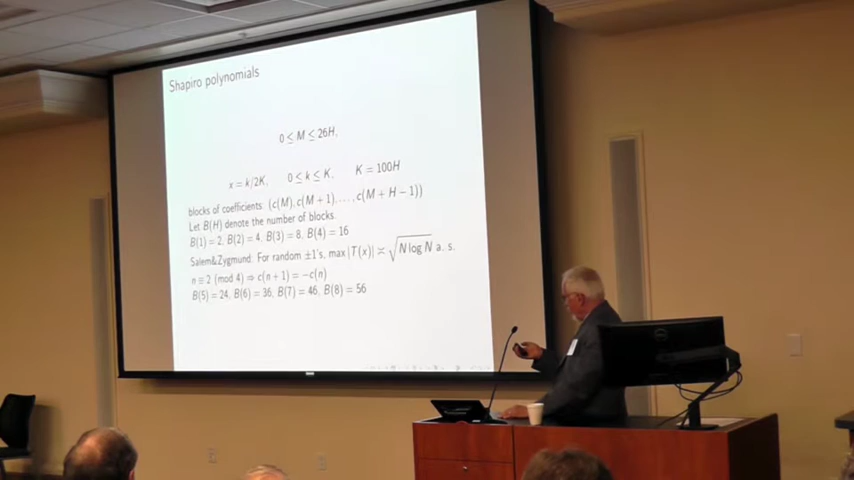 Shapiro polynomials
0 ≤ M ≤ 26H,
x = k/2K, 0 ≤ k ≤ K, K = 100H
blocks of coefficients: (c(M), c(M + 1), . . . , c(M + H − 1))
Let B(H) denote the number of blocks.
B(1) = 2, B(2) = 4, B(3) = 8, B(4) = 16
Salem&Zygmund. For random ±1's, max |T(x)| ≍ √N log N a. s.
n ≡ 2 (mod 4) ⇒ c(n + 1) = −c(n)
B(5) = 24, B(6) = 36, B(7) = 46, B(8) = 56